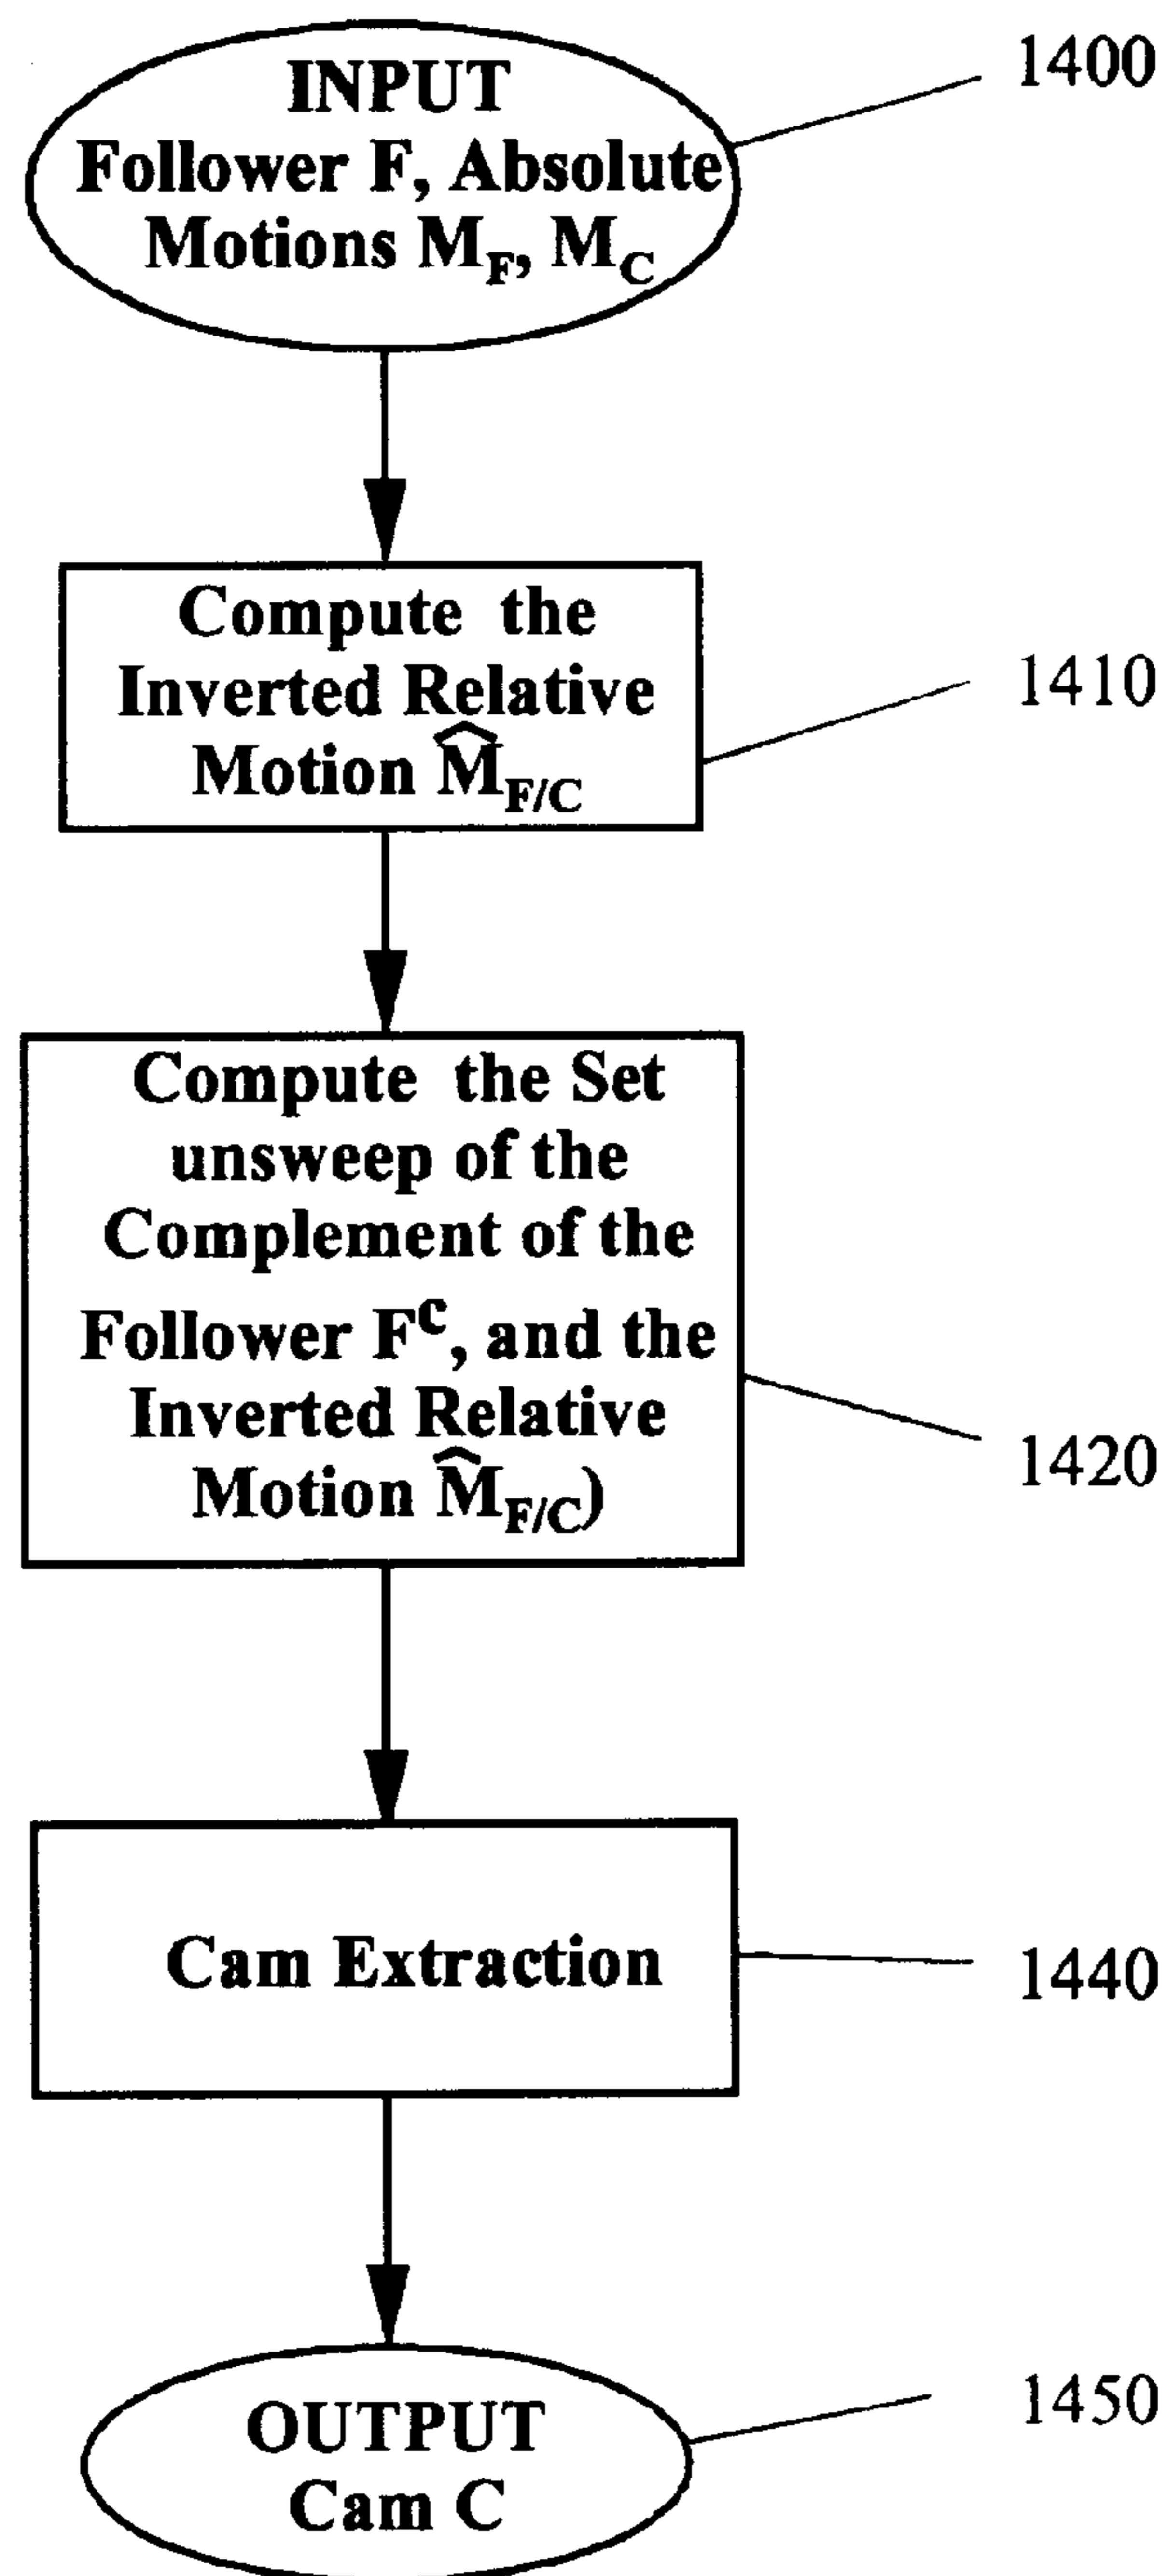 INPUT
Follower F, Absolute
Motions M_F, M_C
1400
Compute the
Inverted Relative
Motion M̂_F/C
1410
Compute the Set
unsweep of the
Complement of the
Follower F^c, and the
Inverted Relative
Motion M̂_F/C)
1420
Cam Extraction
1440
OUTPUT
Cam C
1450